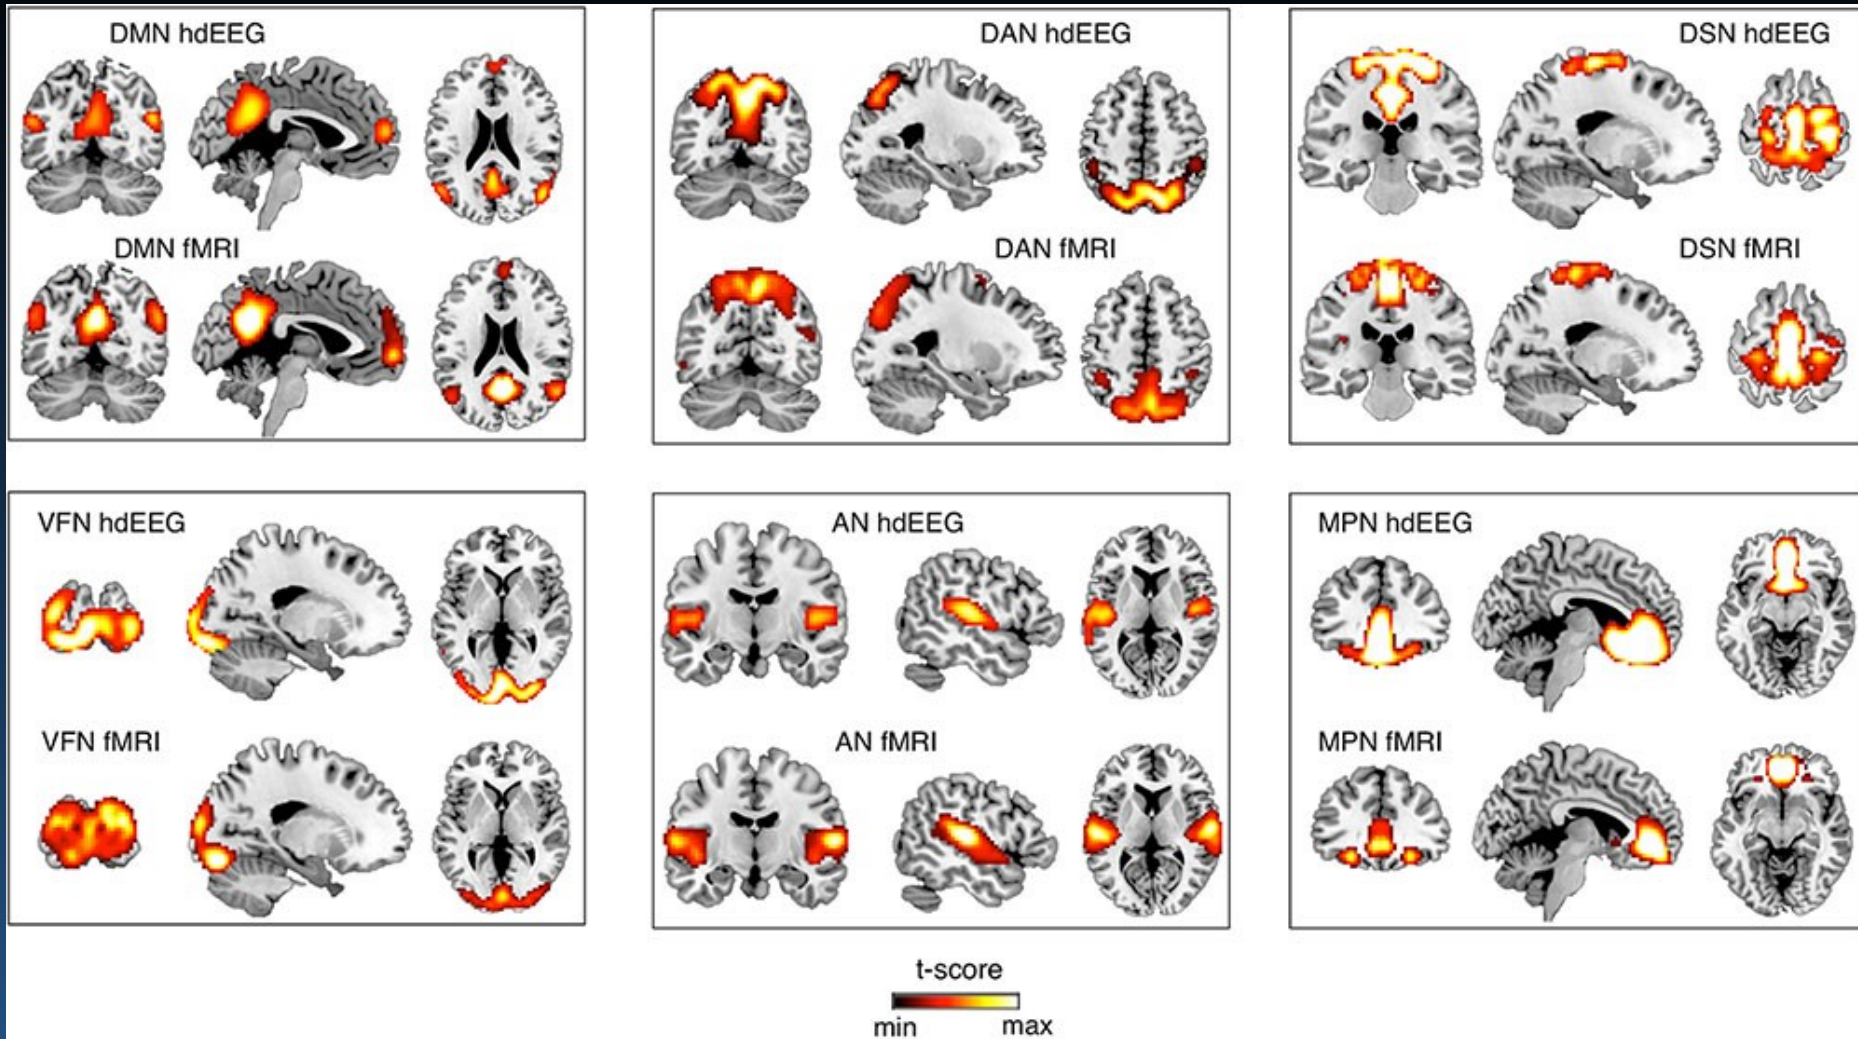 DMN hdEEG
DMN fMRI
DAN hdEEG
DAN fMRI
DSN hdEEG
DSN fMRI
VFN hdEEG
VFN fMRI
AN hdEEG
AN fMRI
MPN hdEEG
MPN fMRI
t-score
min max